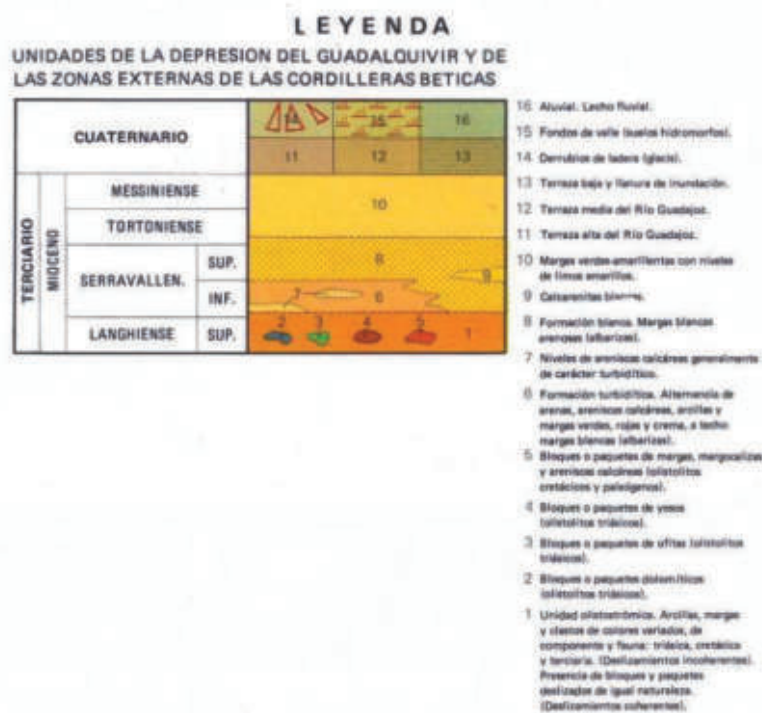 LEYENDA
UNIDADES DE LA DEPRESION DEL GUADALQUIVIR Y DE
LAS ZONAS EXTERNAS DE LAS CORDILLERAS BETICAS
CUATERNARIO
14 15 16
11 12 13
TERCIARIO
MIOCENO
MESSINIENSE
TORTONIENSE
10
SERRAVALLEN.
SUP.
8
9
INF.
7
6
LANGHIENSE
SUP.
2 3 4 5 1
16 Aluvial. Lecho fluvial.
15 Fondos de valle (suelos hidromorfos).
14 Derrubios de ladera (glacis).
13 Terraza baja y llanura de inundación.
12 Terraza media del Río Guadajoz.
11 Terraza alta del Río Guadajoz.
10 Margas verdes-amarillentas con niveles
de limos amarillos.
9 Calcarenitas blancas.
8 Formación blanca. Margas blancas
arenosas (albarizas).
7 Niveles de areniscas calcáreas generalmente
de carácter turbidítico.
6 Formación turbidítica. Alternancia de
arenas, areniscas calcáreas, arcillas y
margas verdes, rojas y crema, a techo
margas blancas (albarizas).
5 Bloques o paquetes de margas, margocalizas
y areniscas calcáreas (olistolitos
cretácicos y paleógenos).
4 Bloques o paquetes de yesos
(olistolitos triásicos).
3 Bloques o paquetes de ofitas (olistolitos
triásicos).
2 Bloques o paquetes dolomíticos
(olistolitos triásicos).
1 Unidad olistostrómica. Arcillas, margas
y clastos de colores variados, de
componente y fauna: triásica, cretácica
y terciaria. (Deslizamientos incoherentes).
Presencia de bloques y paquetes
deslizados de igual naturaleza.
(Deslizamientos coherentes).